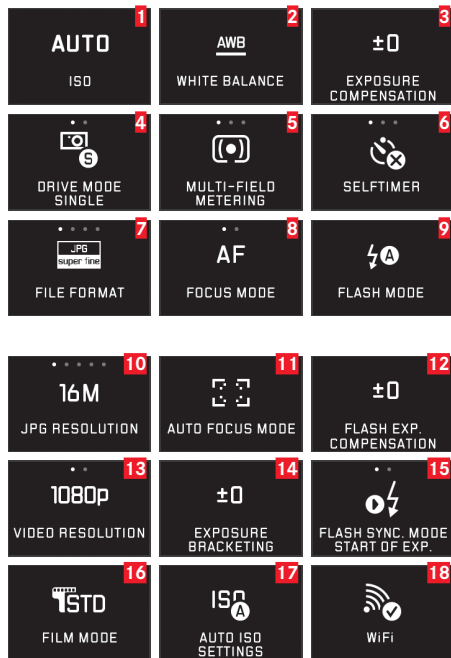 1
AUTO
ISO
2
AWB
WHITE BALANCE
3
±0
EXPOSURE
COMPENSATION
4
S
DRIVE MODE
SINGLE
5
MULTI-FIELD
METERING
6
SELFTIMER
7
JPG
super fine
FILE FORMAT
8
AF
FOCUS MODE
9
A
FLASH MODE
10
16M
JPG RESOLUTION
11
AUTO FOCUS MODE
12
±0
FLASH EXP.
COMPENSATION
13
1080p
VIDEO RESOLUTION
14
±0
EXPOSURE
BRACKETING
15
FLASH SYNC. MODE
START OF EXP.
16
STD
FILM MODE
17
ISO
A
AUTO ISO
SETTINGS
18
WiFi